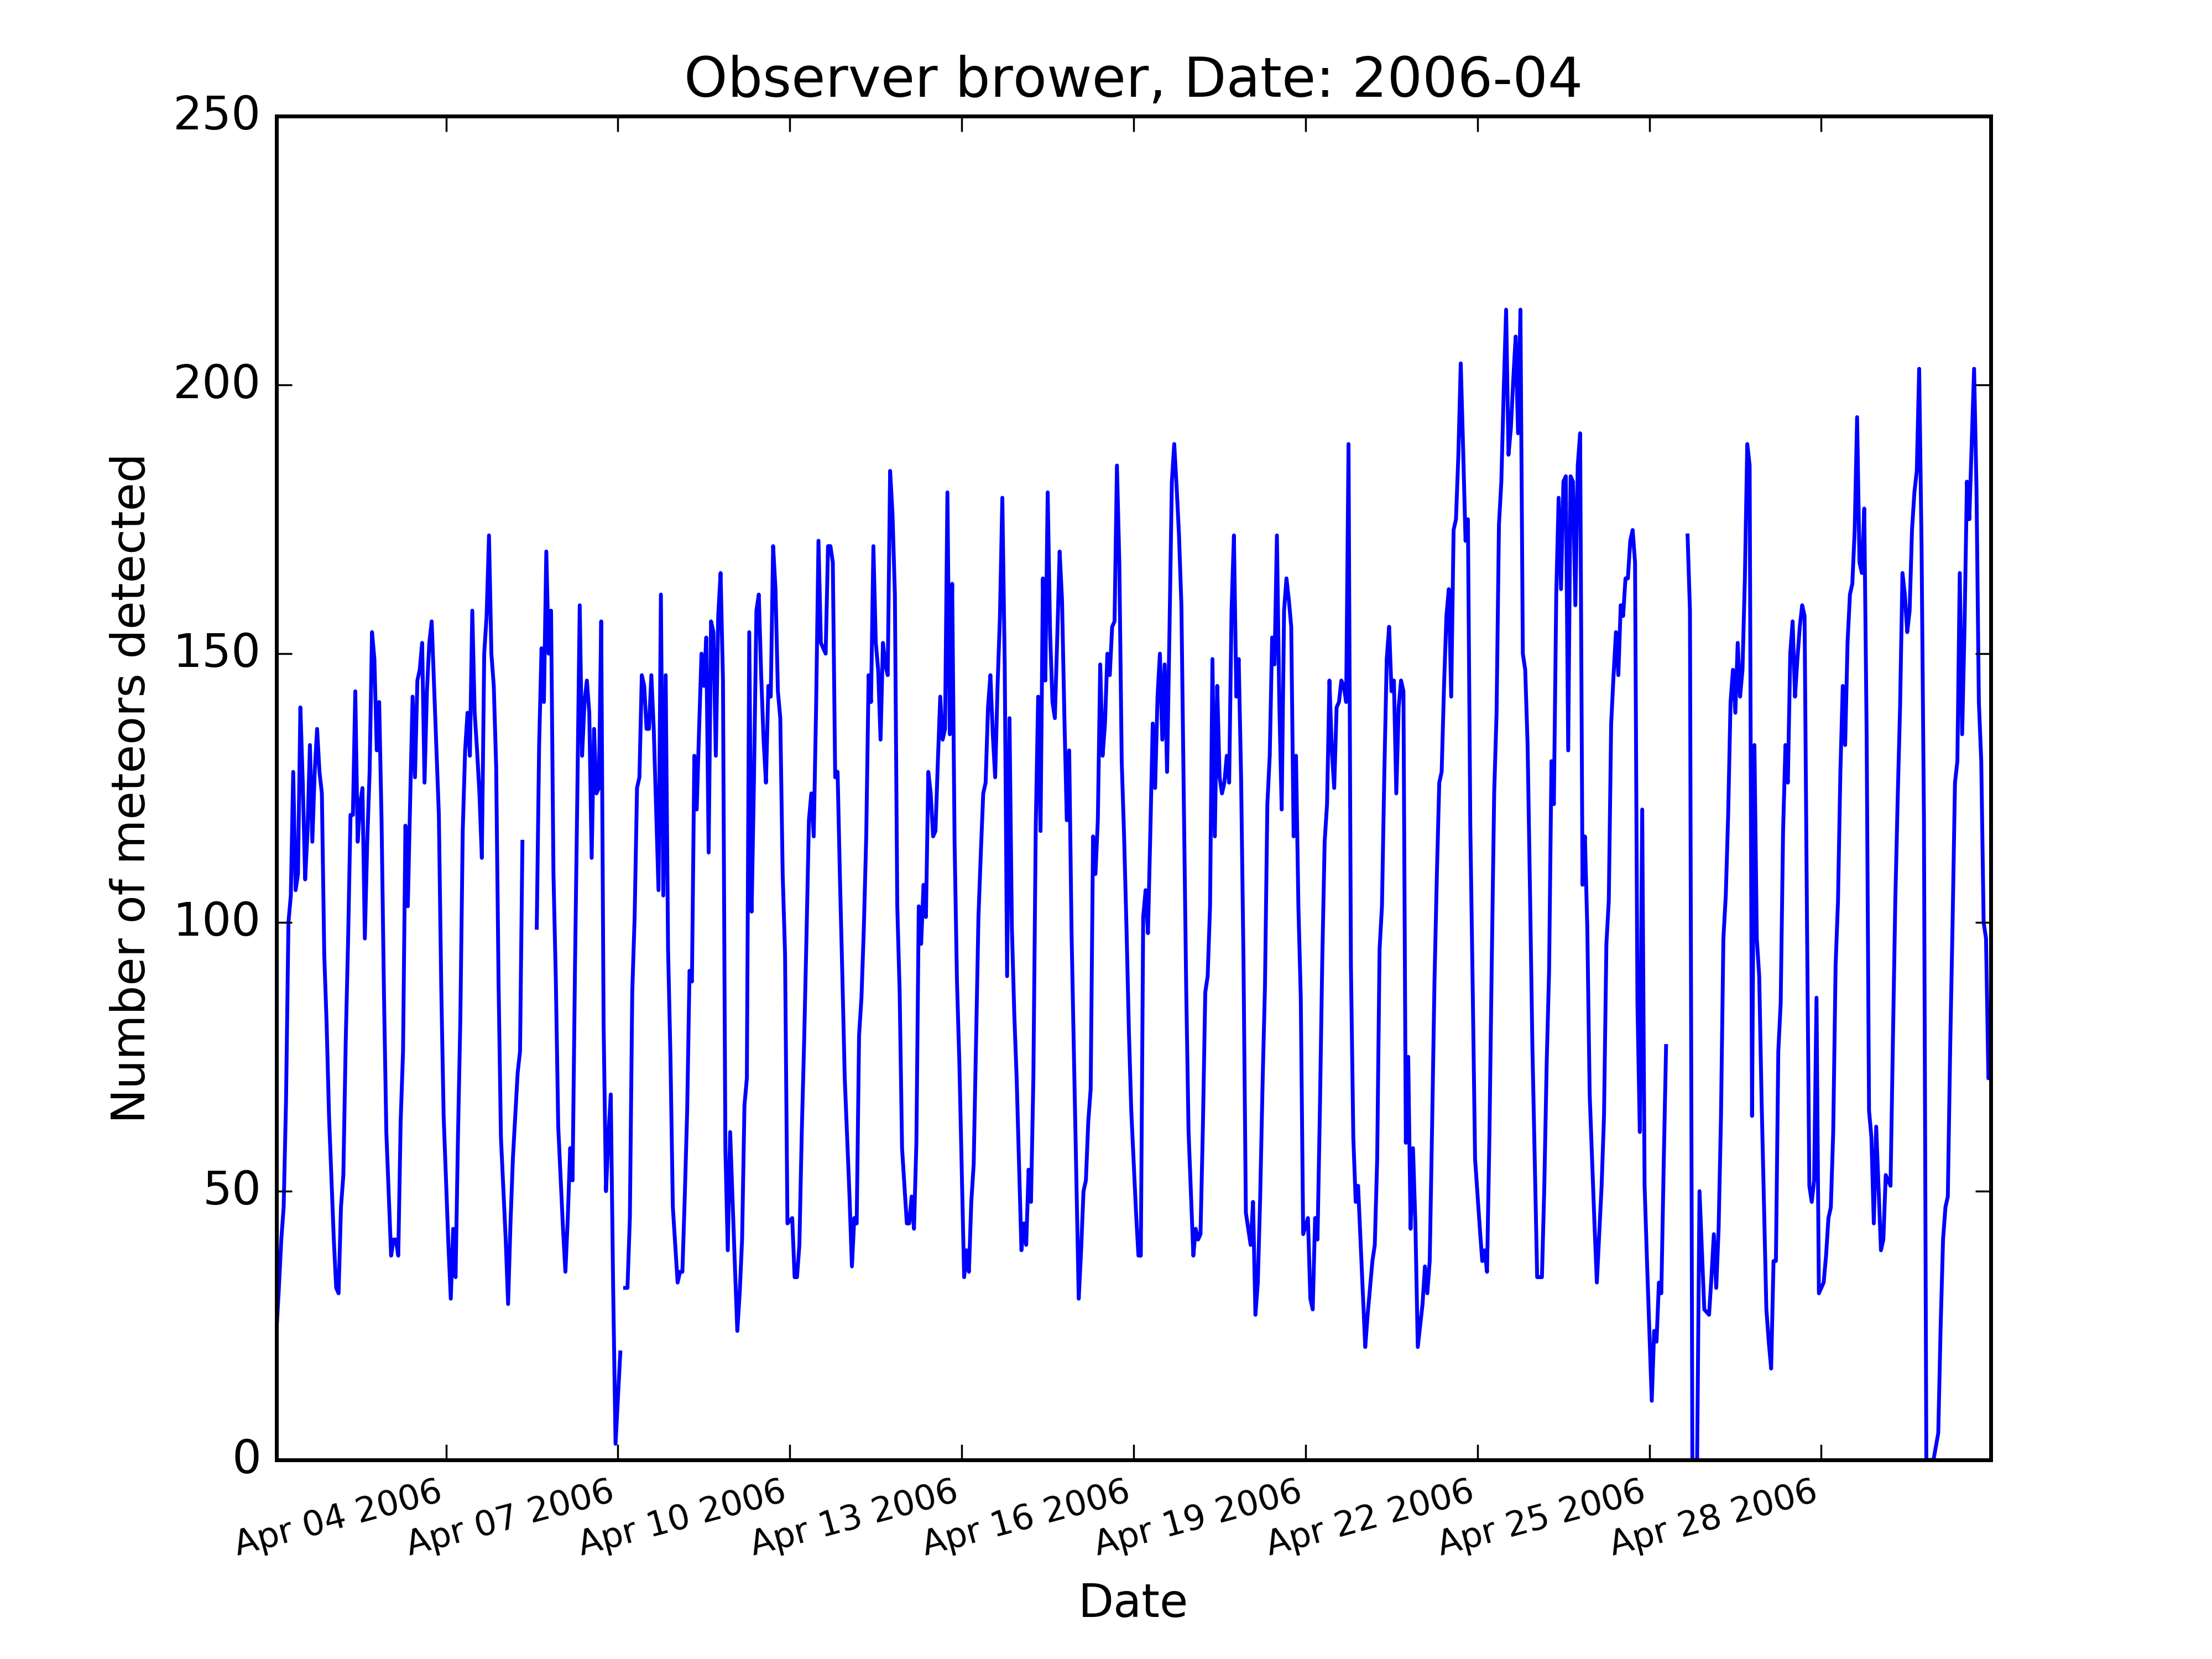 Observer brower, Date: 2006-04
250
200
150
100
50
0
Number of meteors detected
Apr 04 2006
Apr 07 2006
Apr 10 2006
Apr 13 2006
Apr 16 2006
Apr 19 2006
Apr 22 2006
Apr 25 2006
Apr 28 2006
Date